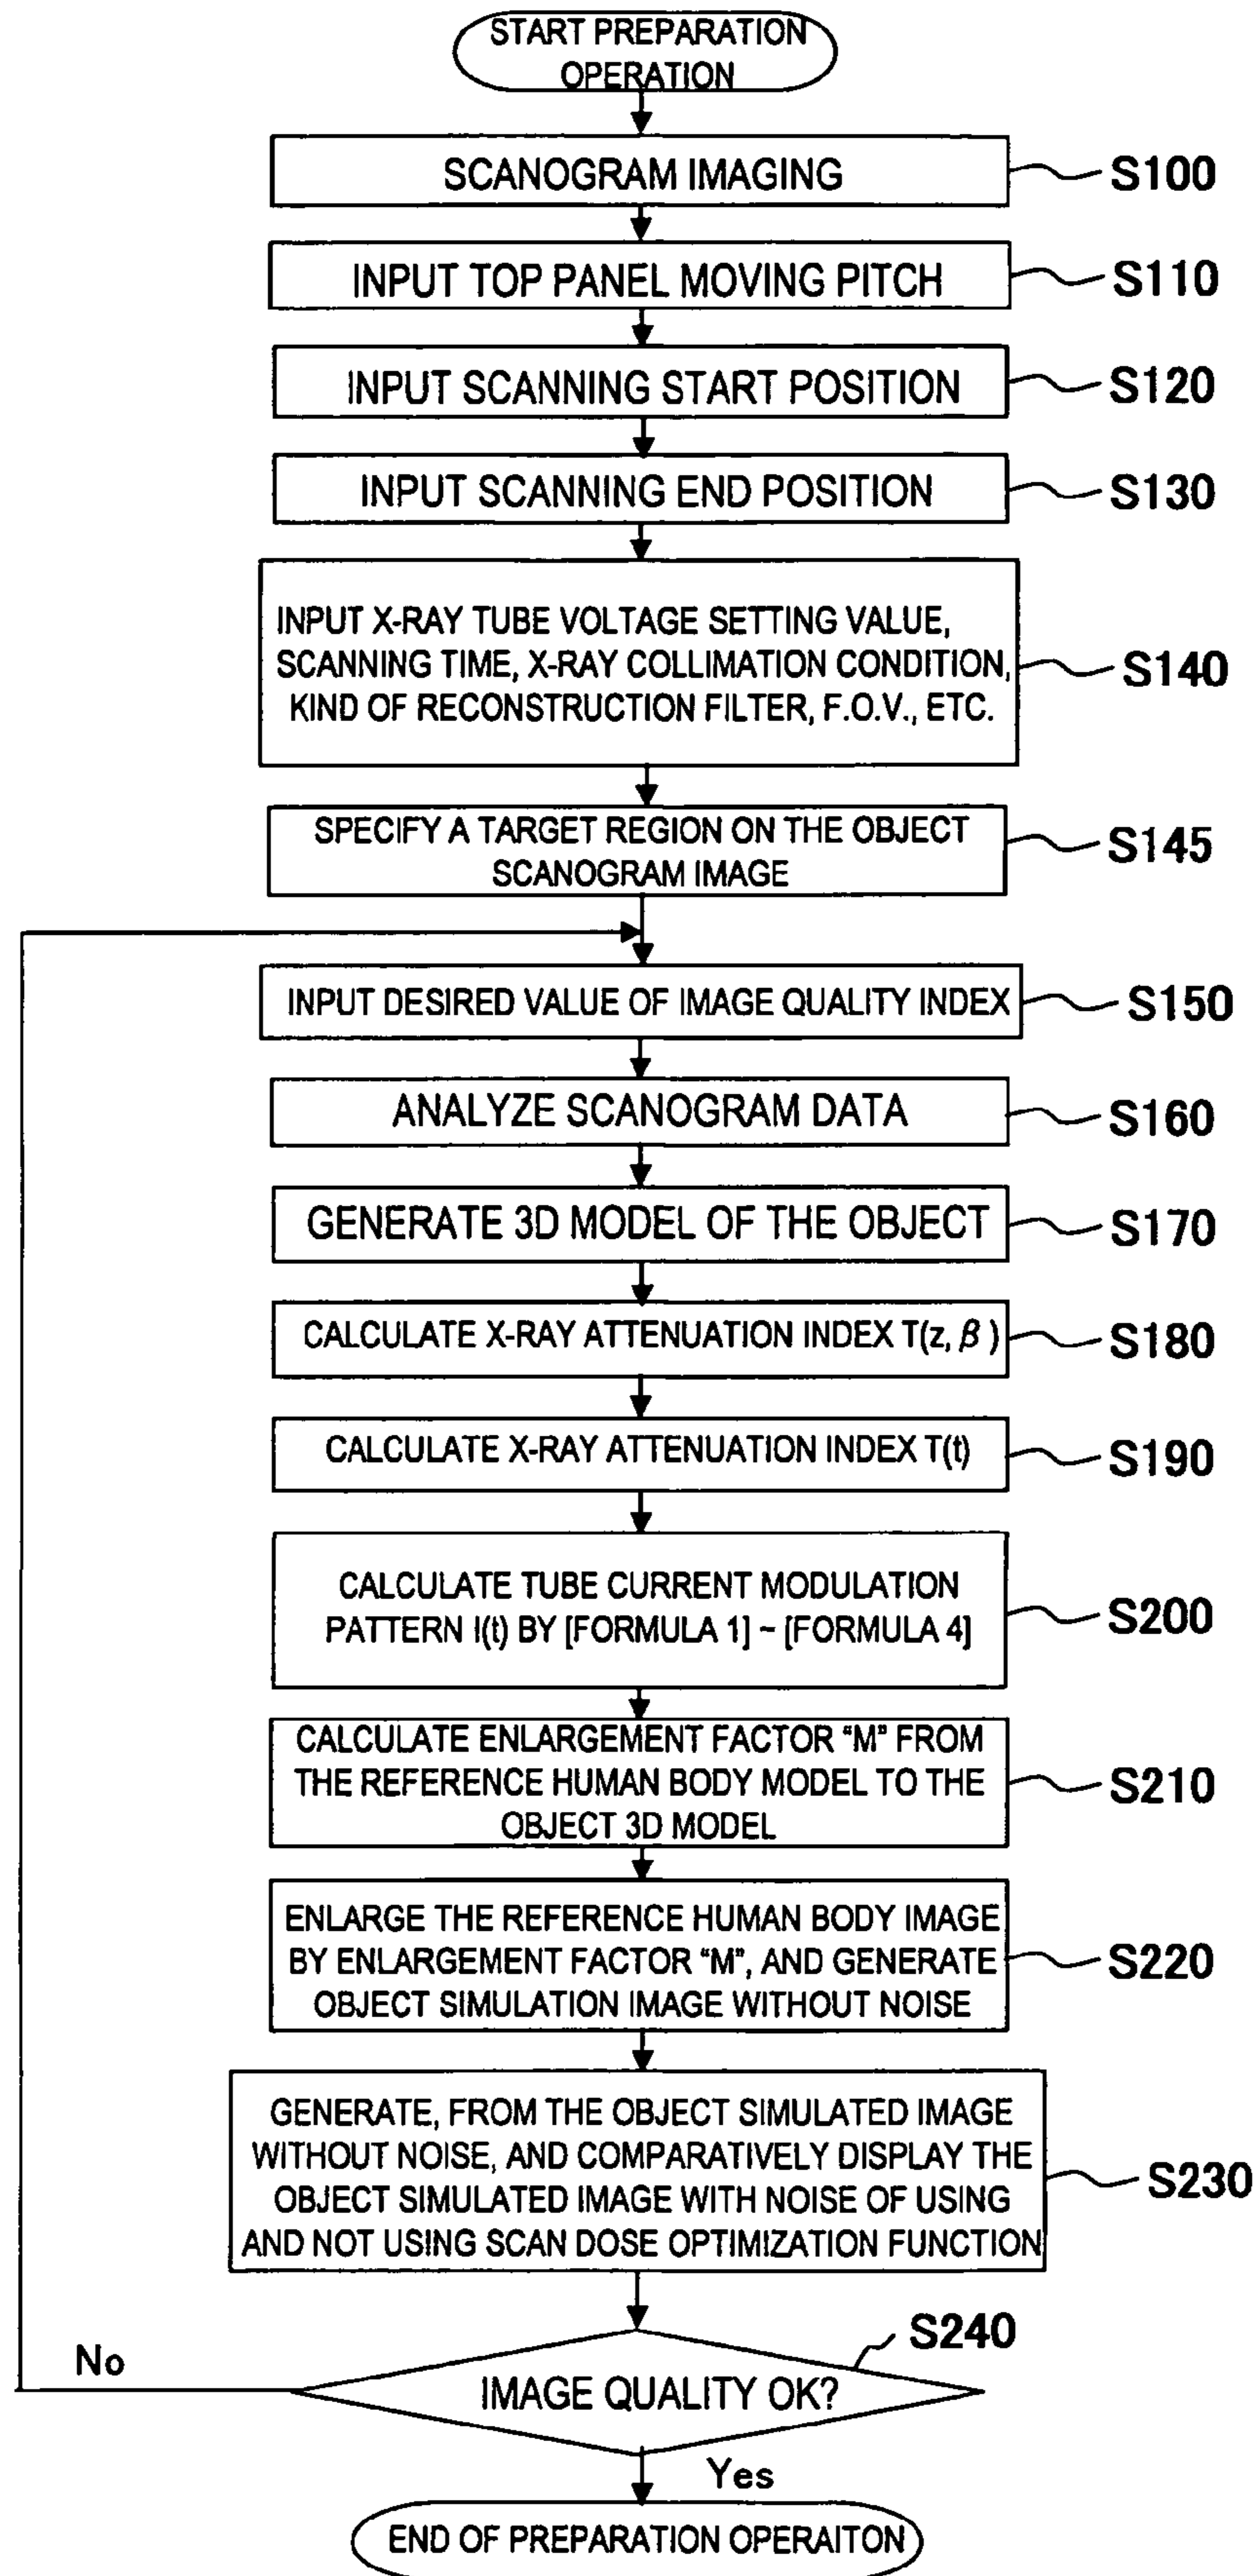 START PREPARATION
OPERATION
SCANOGRAM IMAGING
S100
INPUT TOP PANEL MOVING PITCH
S110
INPUT SCANNING START POSITION
S120
INPUT SCANNING END POSITION
S130
INPUT X-RAY TUBE VOLTAGE SETTING VALUE,
SCANNING TIME, X-RAY COLLIMATION CONDITION,
KIND OF RECONSTRUCTION FILTER, F.O.V., ETC.
S140
SPECIFY A TARGET REGION ON THE OBJECT
SCANOGRAM IMAGE
S145
INPUT DESIRED VALUE OF IMAGE QUALITY INDEX
S150
ANALYZE SCANOGRAM DATA
S160
GENERATE 3D MODEL OF THE OBJECT
S170
CALCULATE X-RAY ATTENUATION INDEX T(z, β)
S180
CALCULATE X-RAY ATTENUATION INDEX T(t)
S190
CALCULATE TUBE CURRENT MODULATION
PATTERN I(t) BY [FORMULA 1] ~ [FORMULA 4]
S200
CALCULATE ENLARGEMENT FACTOR "M" FROM
THE REFERENCE HUMAN BODY MODEL TO THE
OBJECT 3D MODEL
S210
ENLARGE THE REFERENCE HUMAN BODY IMAGE
BY ENLARGEMENT FACTOR "M", AND GENERATE
OBJECT SIMULATION IMAGE WITHOUT NOISE
S220
GENERATE, FROM THE OBJECT SIMULATED IMAGE
WITHOUT NOISE, AND COMPARATIVELY DISPLAY THE
OBJECT SIMULATED IMAGE WITH NOISE OF USING
AND NOT USING SCAN DOSE OPTIMIZATION FUNCTION
S230
S240
No
IMAGE QUALITY OK?
Yes
END OF PREPARATION OPERAITON